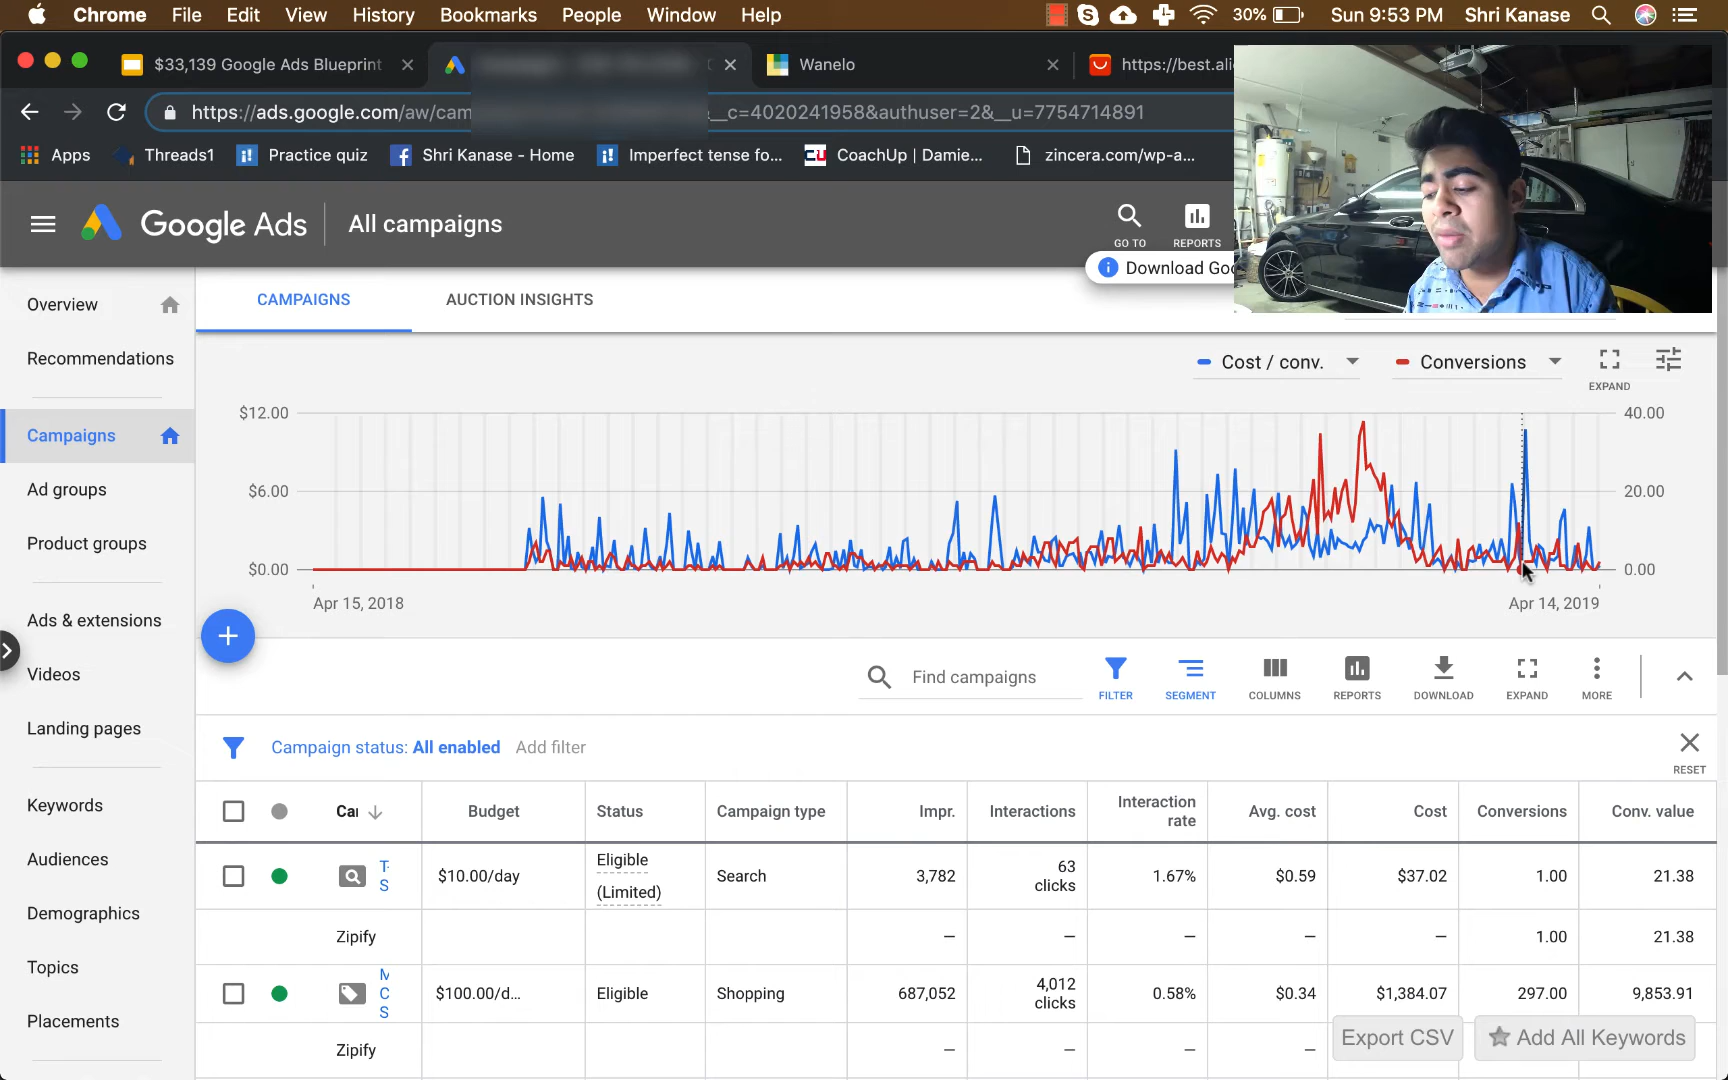 Chrome File Edit View History Bookmarks People Window Help 30% Sun 9:53 PM Shri Kanase
$33,139 Google Ads Blueprint Wanelo https://best.ali
https://ads.google.com/aw/cam __c=4020241958&authuser=2&__u=7754714891
Apps Threads1 Practice quiz Shri Kanase - Home Imperfect tense fo... CoachUp | Damie... zincera.com/wp-a...
Google Ads All campaigns GO TO REPORTS
Download Goo
Overview
Recommendations
Campaigns
Ad groups
Product groups
Ads & extensions
Videos
Landing pages
Keywords
Audiences
Demographics
Topics
Placements
CAMPAIGNS AUCTION INSIGHTS
Cost / conv. Conversions EXPAND
$12.00 40.00
$6.00 20.00
$0.00 0.00
Apr 15, 2018 Apr 14, 2019
Find campaigns FILTER SEGMENT COLUMNS REPORTS DOWNLOAD EXPAND MORE
Campaign status: All enabled Add filter RESET
Cai Budget Status Campaign type Impr. Interactions Interaction rate Avg. cost Cost Conversions Conv. value
T- S $10.00/day Eligible (Limited) Search 3,782 63 clicks 1.67% $0.59 $37.02 1.00 21.38
Zipify — — — — — 1.00 21.38
M C S $100.00/d... Eligible Shopping 687,052 4,012 clicks 0.58% $0.34 $1,384.07 297.00 9,853.91
Zipify — — — —
Export CSV Add All Keywords